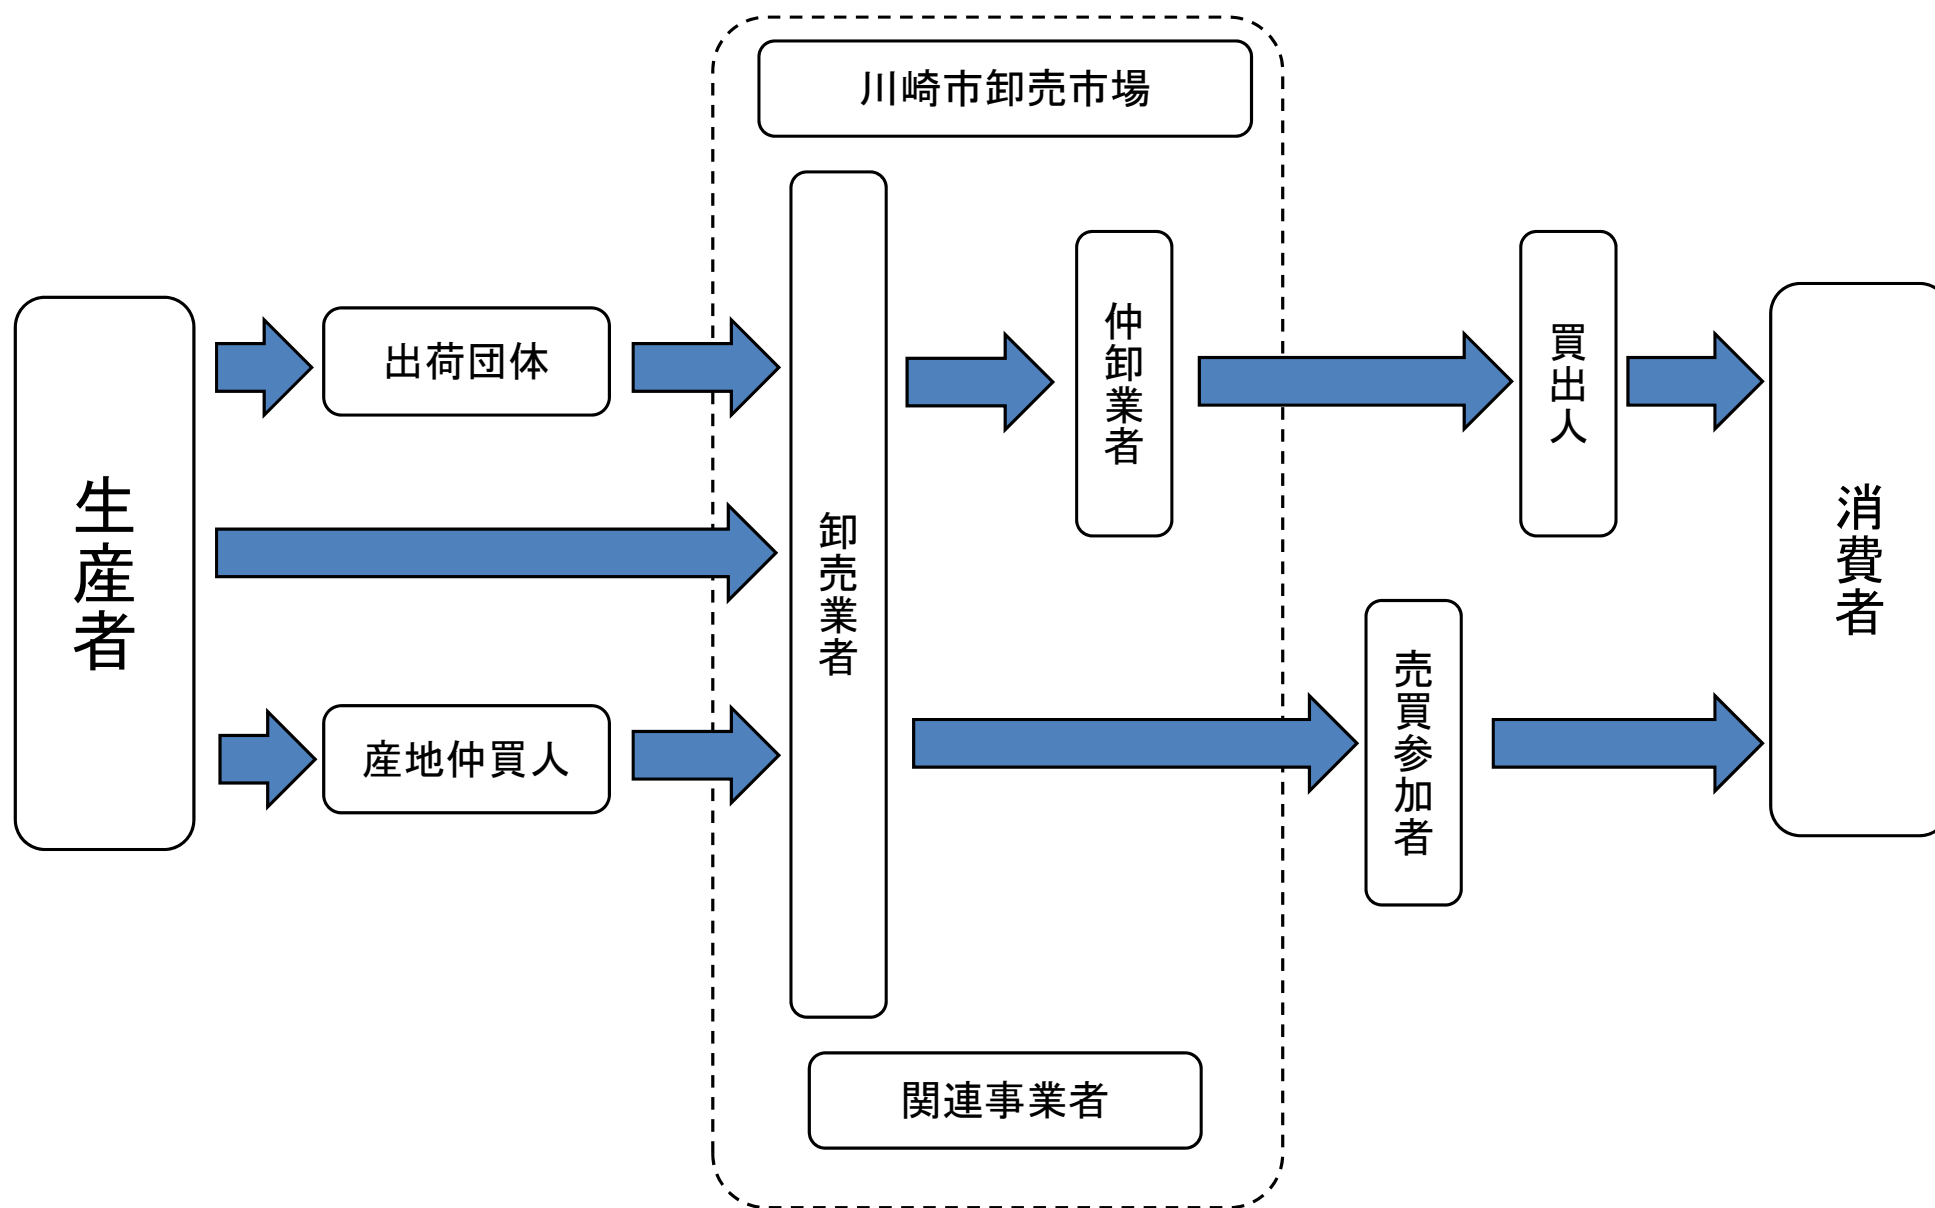 川崎市卸売市場
生産者
出荷団体
産地仲買人
卸売業者
仲卸業者
買出人
売買参加者
消費者
関連事業者